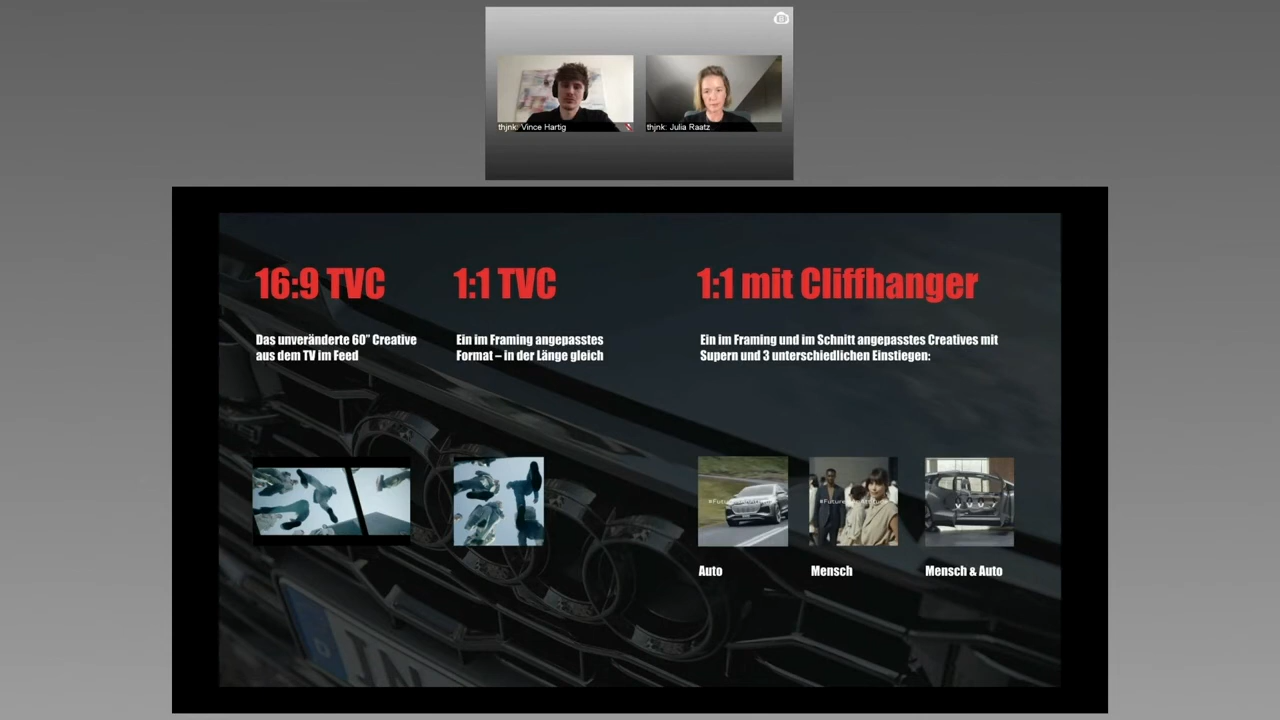 thjnk: Vince Hartig
thjnk: Julia Raatz
16:9 TVC
1:1 TVC
1:1 mit Cliffhanger
Das unveränderte 60” Creative
aus dem TV im Feed
Ein im Framing angepasstes
Format – in der Länge gleich
Ein im Framing und im Schnitt angepasstes Creatives mit
Supern und 3 unterschiedlichen Einstiegen:
Auto
Mensch
Mensch & Auto